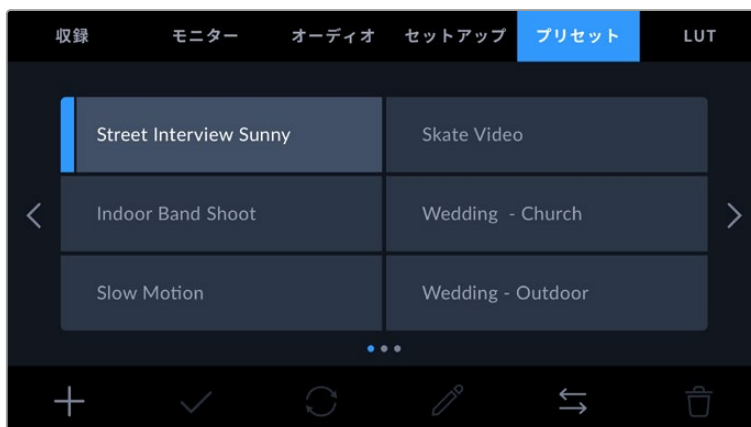 収録 モニター オーディオ セットアップ プリセット LUT
Street Interview Sunny Skate Video
Indoor Band Shoot Wedding - Church
Slow Motion Wedding - Outdoor